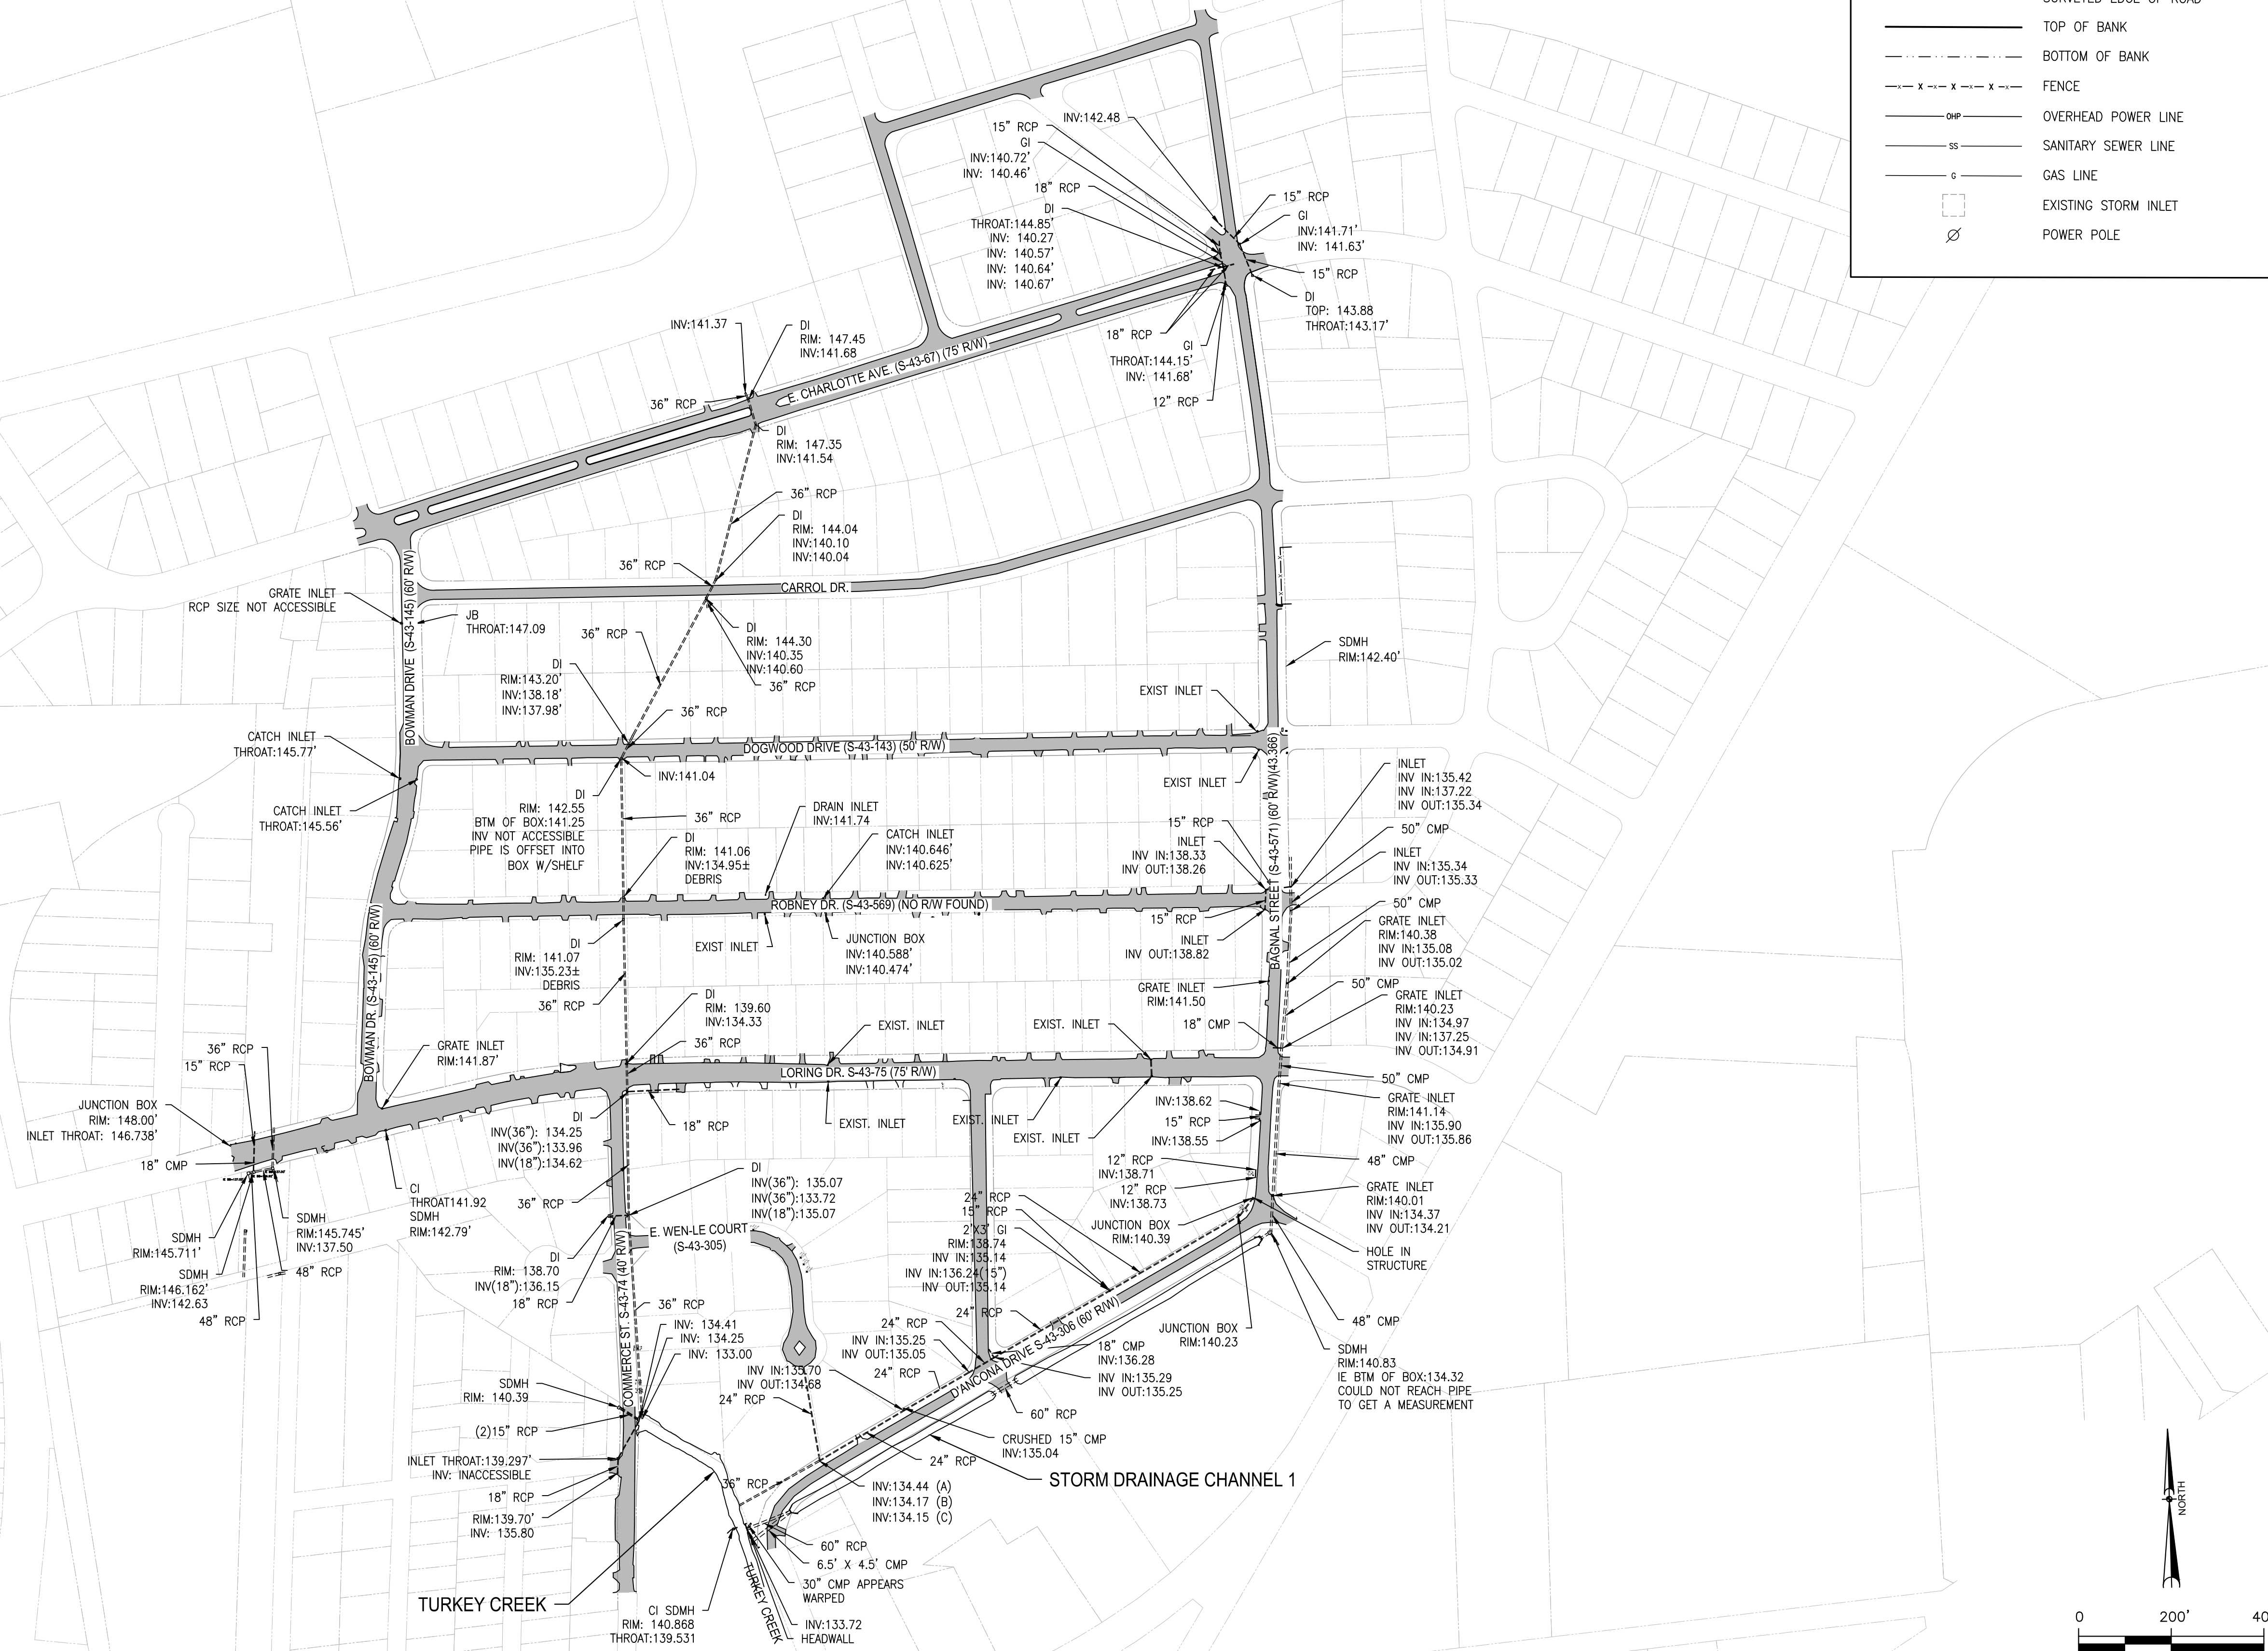 TOP OF BANK
BOTTOM OF BANK
FENCE
OHP
OVERHEAD POWER LINE
SS
SANITARY SEWER LINE
G
GAS LINE
EXISTING STORM INLET
POWER POLE
INV:142.48
15" RCP
GI
INV:140.72'
INV: 140.46'
18" RCP
DI
THROAT:144.85'
INV: 140.27
INV: 140.57'
INV: 140.64'
INV: 140.67'
15" RCP
GI
INV:141.71'
INV: 141.63'
15" RCP
DI
TOP: 143.88
THROAT:143.17'
18" RCP
GI
THROAT:144.15'
INV: 141.68'
12" RCP
INV:141.37
DI
RIM: 147.45
INV:141.68
E. CHARLOTTE AVE. (S-43-67) (75' R/W)
36" RCP
DI
RIM: 147.35
INV:141.54
36" RCP
DI
RIM: 144.04
INV:140.10
INV:140.04
36" RCP
CARROL DR.
BOWMAN DRIVE (S-43-145) (60' R/W)
GRATE INLET
RCP SIZE NOT ACCESSIBLE
JB
THROAT:147.09
36" RCP
DI
RIM: 144.30
INV:140.35
INV:140.60
36" RCP
SDMH
RIM:142.40'
DI
RIM:143.20'
INV:138.18'
INV:137.98'
36" RCP
EXIST INLET
CATCH INLET
THROAT:145.77'
DOGWOOD DRIVE (S-43-143) (50' R/W)
INV:141.04
EXIST INLET
CATCH INLET
THROAT:145.56'
DI
RIM: 142.55
BTM OF BOX:141.25
INV NOT ACCESSIBLE
PIPE IS OFFSET INTO
BOX W/SHELF
36" RCP
DRAIN INLET
INV:141.74
CATCH INLET
INV:140.646'
INV:140.625'
DI
RIM: 141.06
INV:134.95±
DEBRIS
15" RCP
INLET
INV IN:138.33
INV OUT:138.26
BAGNAL STREET (S-43-571) (60' R/W)(43.366)
INLET
INV IN:135.42
INV IN:137.22
INV OUT:135.34
50" CMP
INLET
INV IN:135.34
INV OUT:135.33
ROBNEY DR. (S-43-569) (NO R/W FOUND)
50" CMP
15" RCP
INLET
INV OUT:138.82
GRATE INLET
RIM:140.38
INV IN:135.08
INV OUT:135.02
BOWMAN DR. (S-43-145) (60' R/W)
DI
RIM: 141.07
INV:135.23±
DEBRIS
36" RCP
EXIST INLET
JUNCTION BOX
INV:140.588'
INV:140.474'
GRATE INLET
RIM:141.50
50" CMP
GRATE INLET
RIM:140.23
INV IN:134.97
INV IN:137.25
INV OUT:134.91
DI
RIM: 139.60
INV:134.33
36" RCP
EXIST. INLET
EXIST. INLET
18" CMP
GRATE INLET
RIM:141.87'
36" RCP
15" RCP
JUNCTION BOX
RIM: 148.00'
INLET THROAT: 146.738'
18" CMP
LORING DR. S-43-75 (75' R/W)
50" CMP
GRATE INLET
RIM:141.14
INV IN:135.90
INV OUT:135.86
DI
INV(36"): 134.25
INV(36"):133.96
INV(18"):134.62
18" RCP
EXIST. INLET
EXIST. INLET
EXIST. INLET
INV:138.62
15" RCP
INV:138.55
48" CMP
12" RCP
INV:138.71
12" RCP
INV:138.73
CI
THROAT141.92
SDMH
RIM:142.79'
36" RCP
DI
INV(36"): 135.07
INV(36"):133.72
INV(18"):135.07
24" RCP
15" RCP
2'X3' GI
RIM:138.74
INV IN:135.14
INV IN:136.24(15")
INV OUT:135.14
JUNCTION BOX
RIM:140.39
GRATE INLET
RIM:140.01
INV IN:134.37
INV OUT:134.21
HOLE IN
STRUCTURE
SDMH
RIM:145.711'
SDMH
RIM:145.745'
INV:137.50
SDMH
RIM:146.162'
INV:142.63
48" RCP
48" RCP
E. WEN-LE COURT
(S-43-305)
DI
RIM: 138.70
INV(18"):136.15
18" RCP
COMMERCE ST. S-43-74 (40' R/W)
36" RCP
INV: 134.41
INV: 134.25
INV: 133.00
24" RCP
24" RCP
INV IN:135.25
INV OUT:135.05
D'ANCONA DRIVE S-43-306 (60' R/W)
JUNCTION BOX
RIM:140.23
48" CMP
SDMH
RIM:140.83
IE BTM OF BOX:134.32
COULD NOT REACH PIPE
TO GET A MEASUREMENT
18" CMP
INV:136.28
INV IN:135.29
INV OUT:135.25
INV IN:135.70
INV OUT:134.68
24" RCP
24" RCP
SDMH
RIM: 140.39
(2)15" RCP
60" RCP
CRUSHED 15" CMP
INV:135.04
24" RCP
INLET THROAT:139.297'
INV: INACCESSIBLE
18" RCP
RIM:139.70'
INV: 135.80
36" RCP
INV:134.44 (A)
INV:134.17 (B)
INV:134.15 (C)
STORM DRAINAGE CHANNEL 1
60" RCP
6.5' X 4.5' CMP
30" CMP APPEARS
WARPED
INV:133.72
HEADWALL
TURKEY CREEK
TURKEY CREEK
CI SDMH
RIM: 140.868
THROAT:139.531
NORTH
0 200'